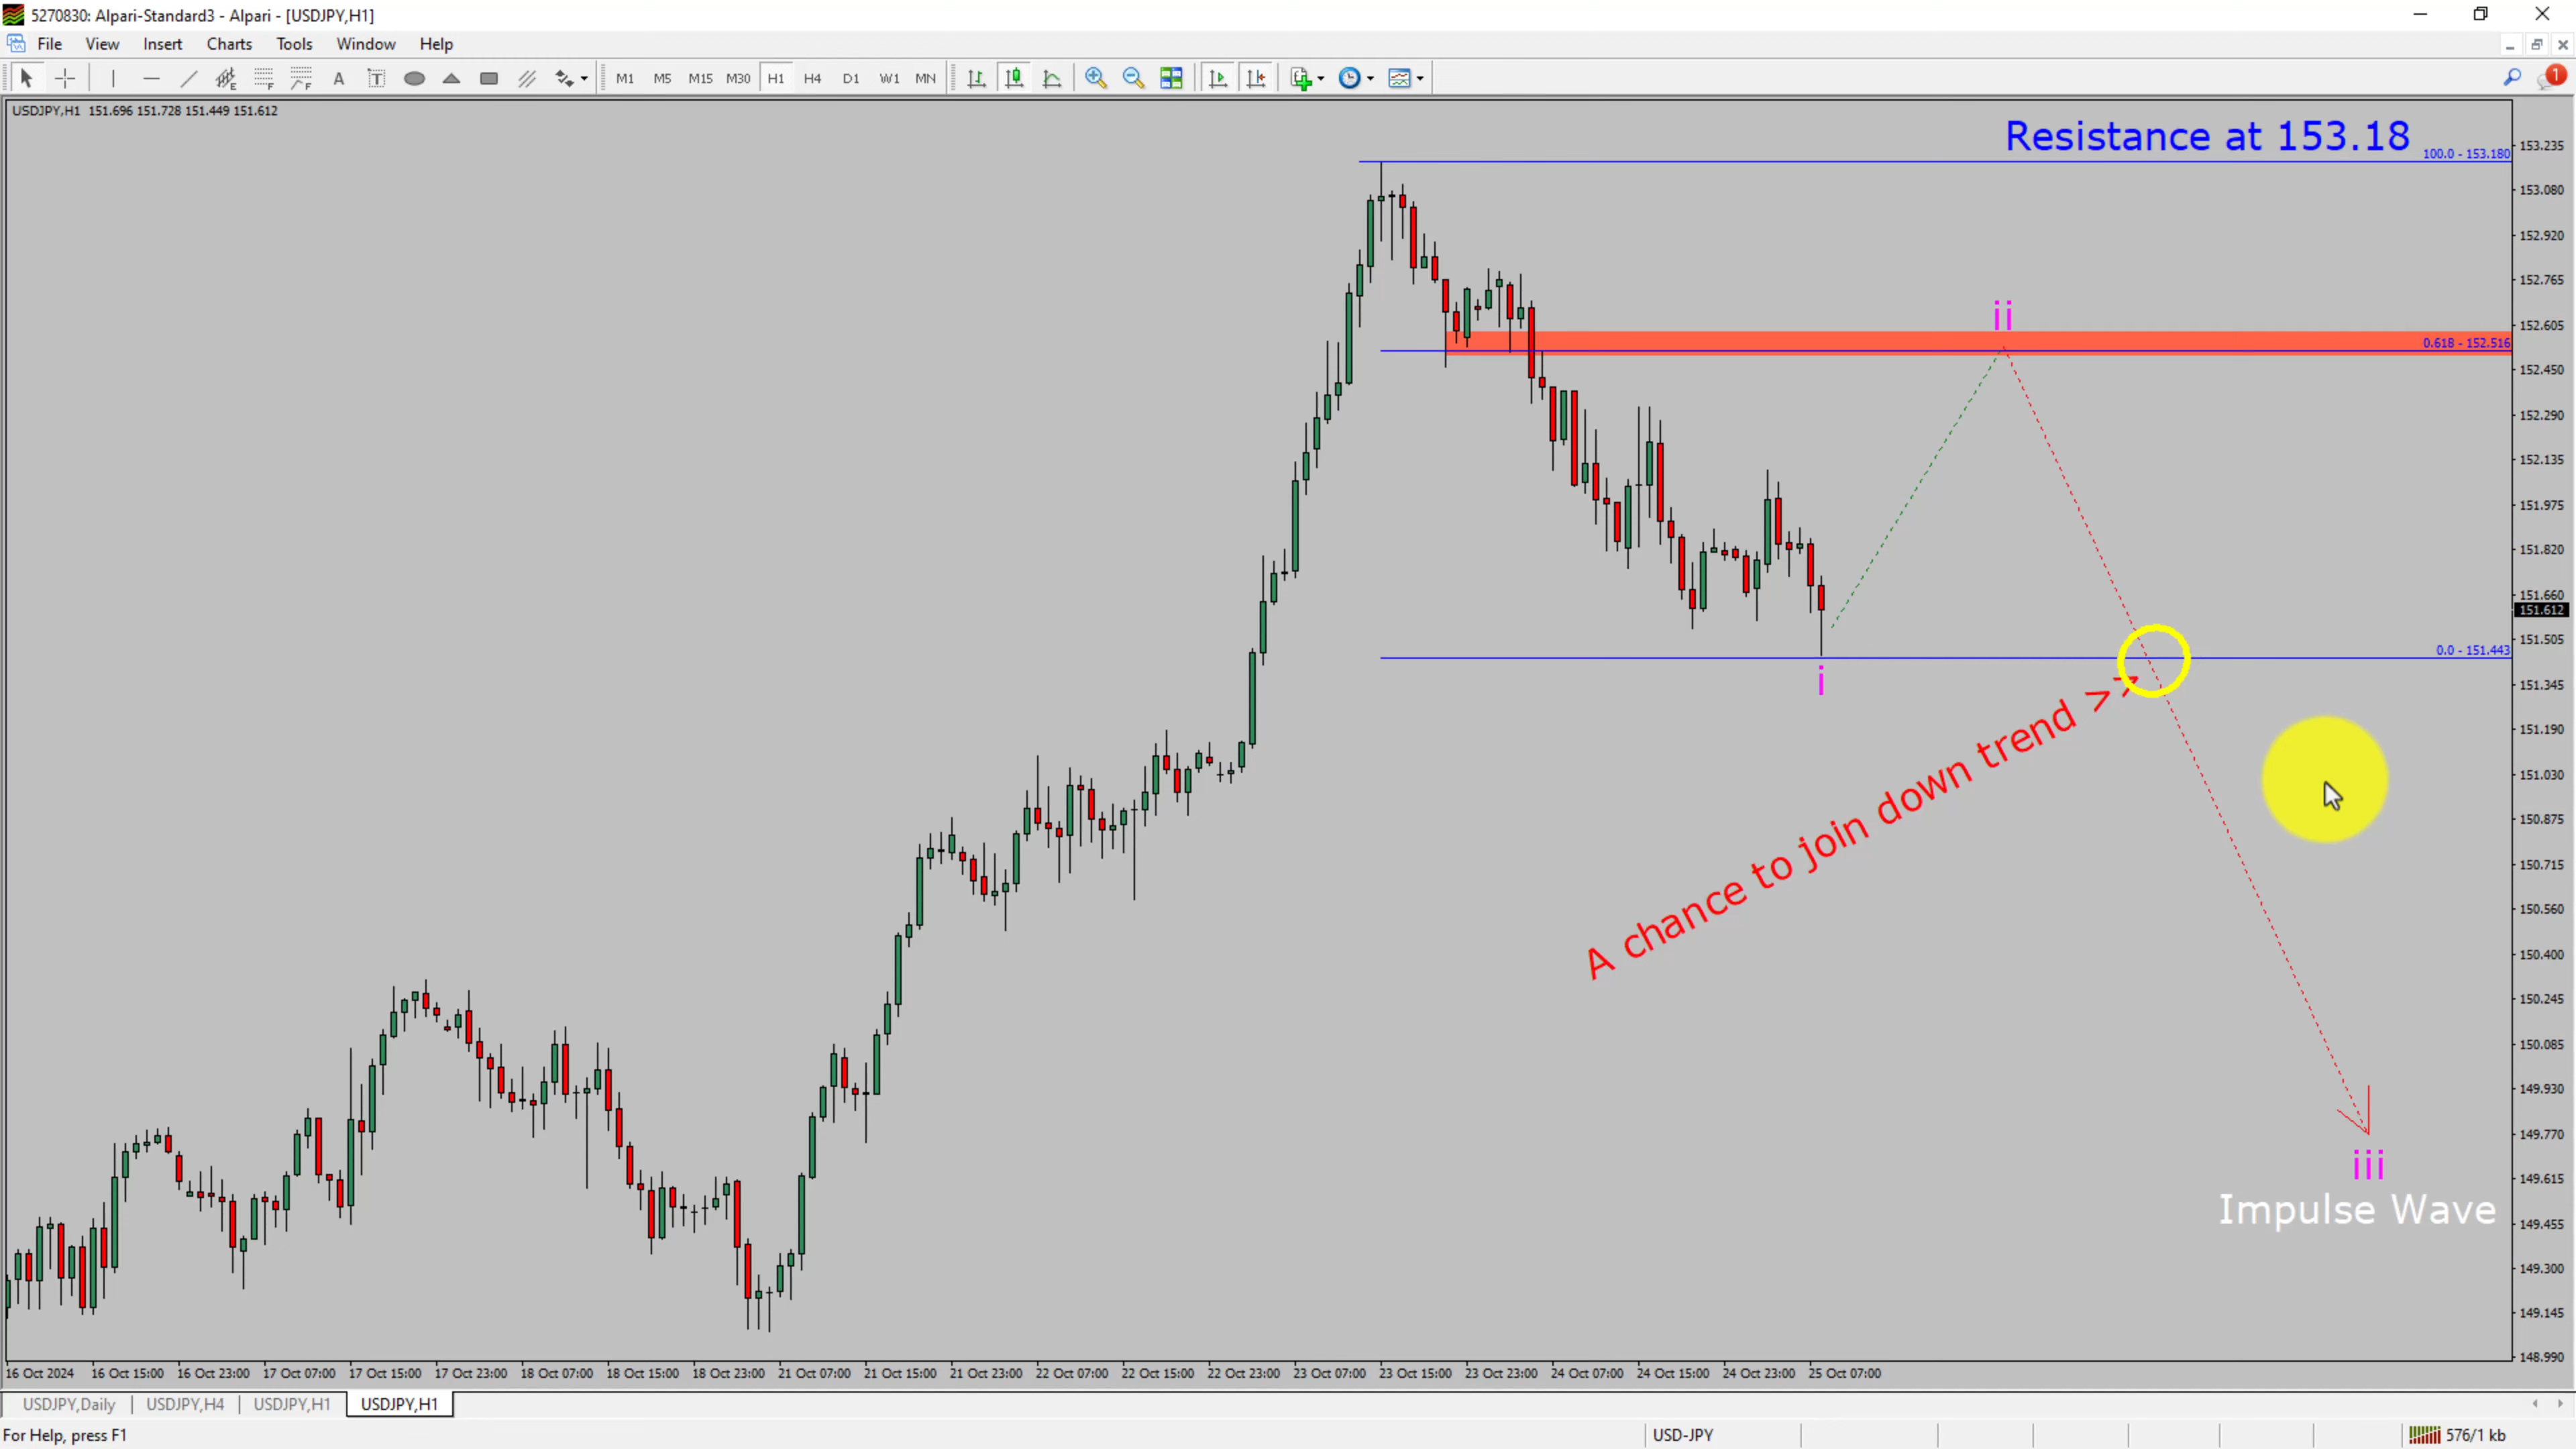 5270830: Alpari-Standard3 - Alpari - [USDJPY,H1]
File View Insert Charts Tools Window Help
A T M1 M5 M15 M30 H1 H4 D1 W1 MN 1
USDJPY,H1 151.696 151.728 151.449 151.612
Resistance at 153.18
100.0 - 153.180
153.235
153.080
152.920
152.765
ii
152.605
0.618 - 152.516
152.450
152.290
152.135
151.975
151.820
151.660
151.612
151.505
0.0 - 151.443
i
151.345
A chance to join down trend >>
151.190
151.030
150.875
150.715
150.560
150.400
150.245
150.085
149.930
149.770
iii
149.615
Impulse Wave
149.455
149.300
149.145
148.990
16 Oct 2024 16 Oct 15:00 16 Oct 23:00 17 Oct 07:00 17 Oct 15:00 17 Oct 23:00 18 Oct 07:00 18 Oct 15:00 18 Oct 23:00 21 Oct 07:00 21 Oct 15:00 21 Oct 23:00 22 Oct 07:00 22 Oct 15:00 22 Oct 23:00 23 Oct 07:00 23 Oct 15:00 23 Oct 23:00 24 Oct 07:00 24 Oct 15:00 24 Oct 23:00 25 Oct 07:00
USDJPY,Daily USDJPY,H4 USDJPY,H1 USDJPY,H1
For Help, press F1 USD-JPY 576/1 kb